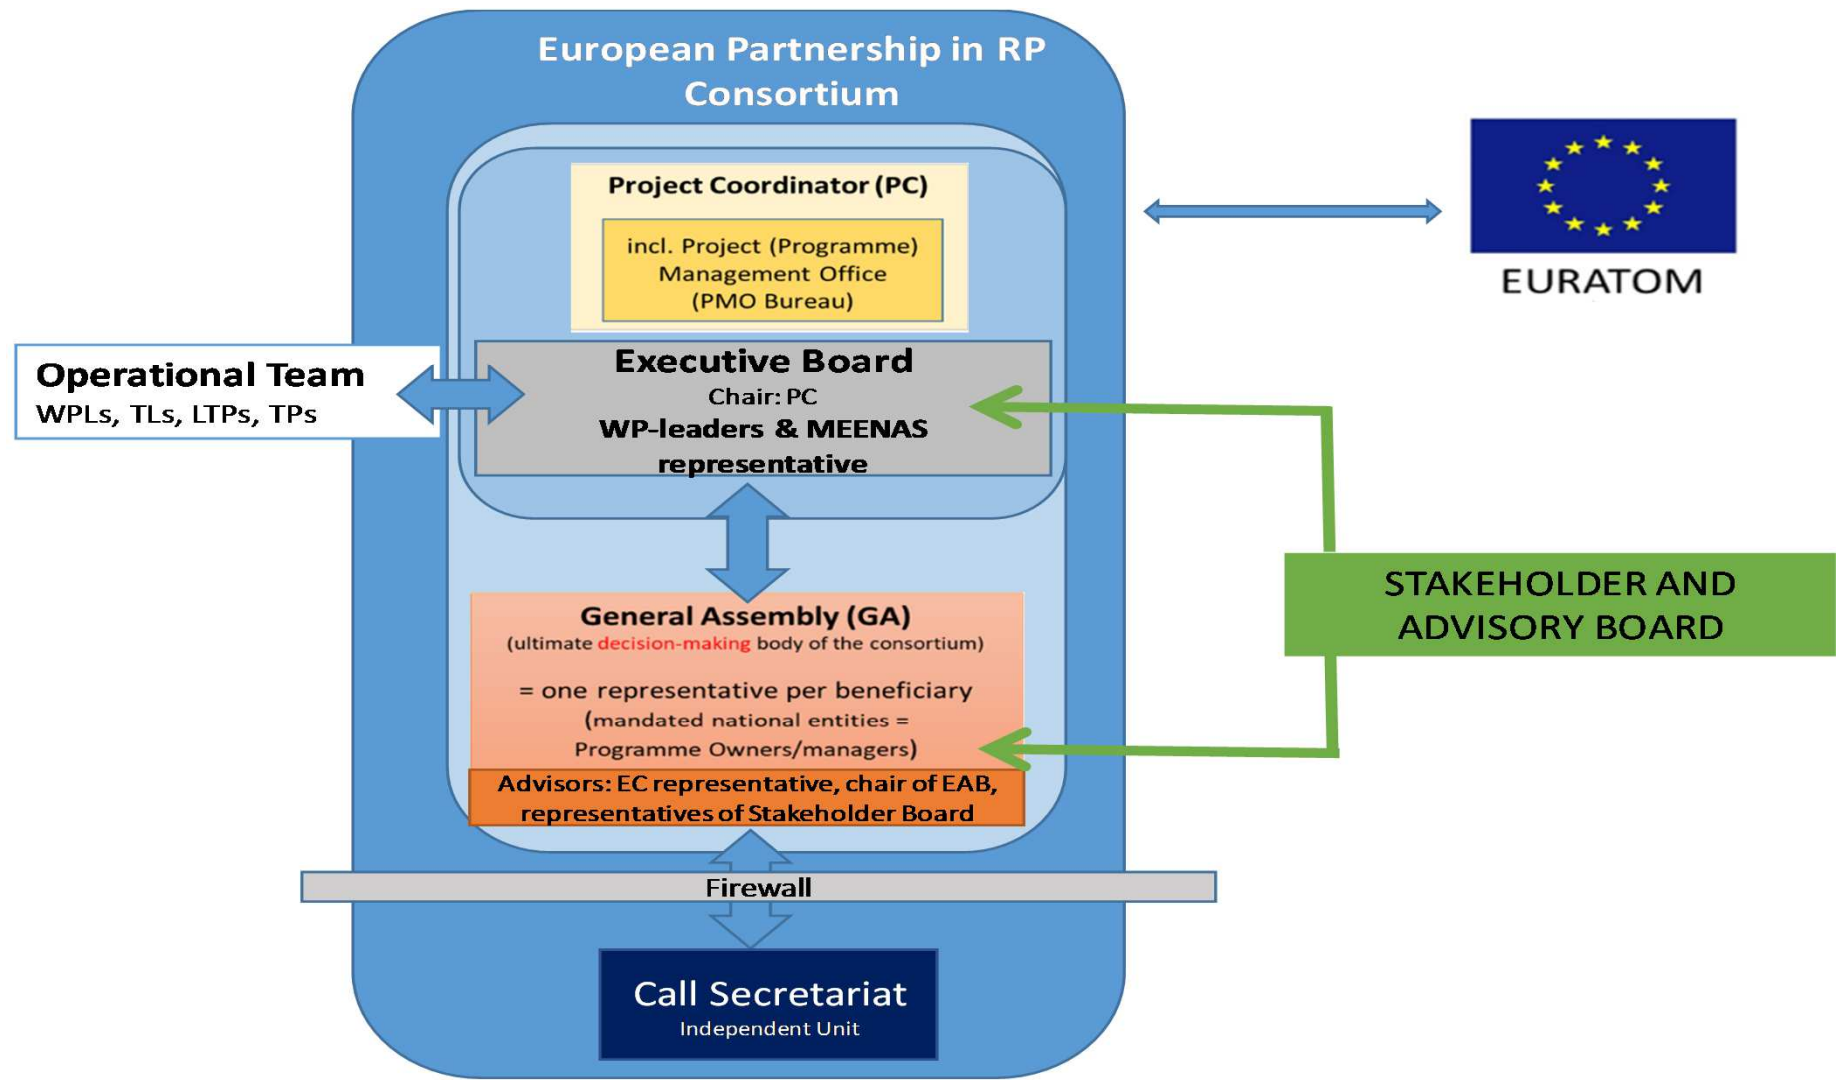 European Partnership in RP
Consortium
Project Coordinator (PC)
incl. Project (Programme)
Management Office
(PMO Bureau)
EURATOM
Operational Team
WPLs, TLs, LTPs, TPs
Executive Board
Chair: PC
WP-leaders & MEENAS
representative
STAKEHOLDER AND
ADVISORY BOARD
General Assembly (GA)
(ultimate decision-making body of the consortium)
= one representative per beneficiary
(mandated national entities =
Programme Owners/managers)
Advisors: EC representative, chair of EAB,
representatives of Stakeholder Board
Firewall
Call Secretariat
Independent Unit